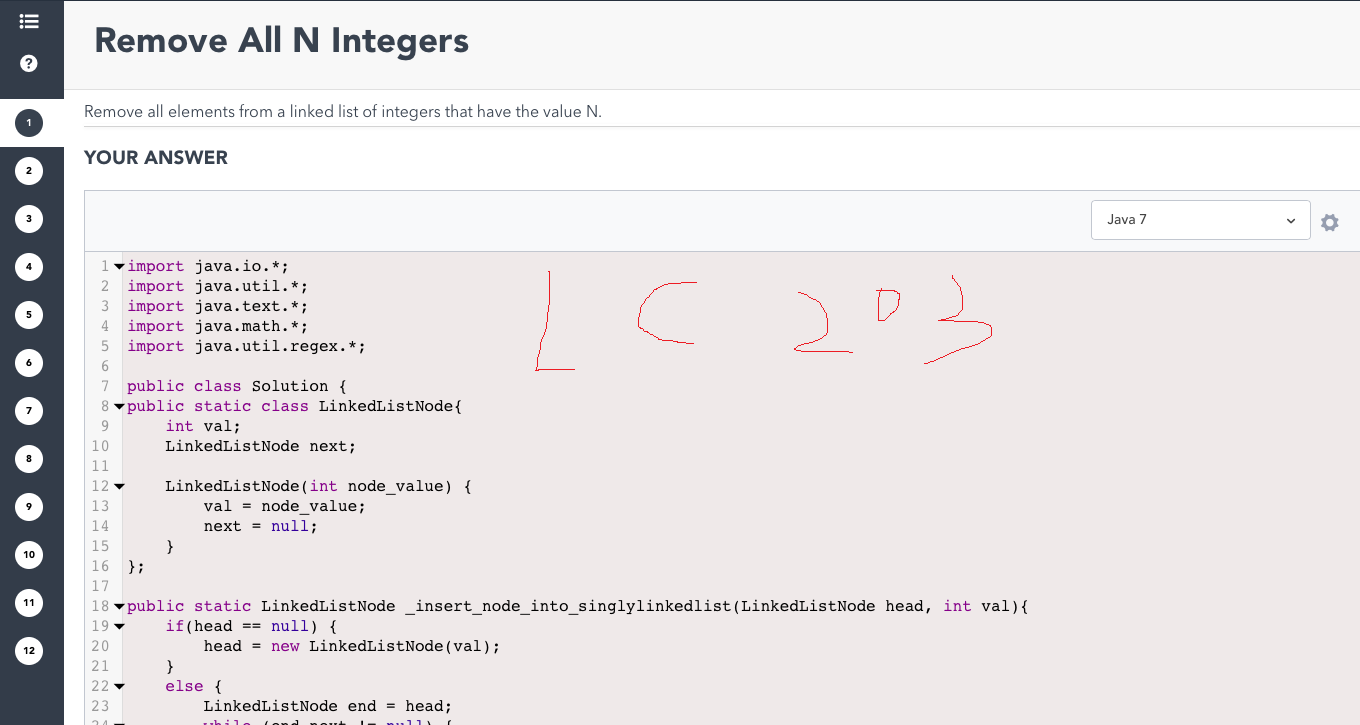 Remove All N Integers
?
Remove all elements from a linked list of integers that have the value N.
YOUR ANSWER
Java 7
1
2
3
4
5
6
7
8
9
10
11
12
LC 203
1 import java.io.*;
2 import java.util.*;
3 import java.text.*;
4 import java.math.*;
5 import java.util.regex.*;
6
7 public class Solution {
8 public static class LinkedListNode{
9     int val;
10     LinkedListNode next;
11
12     LinkedListNode(int node_value) {
13         val = node_value;
14         next = null;
15     }
16 };
17
18 public static LinkedListNode _insert_node_into_singlylinkedlist(LinkedListNode head, int val){
19     if(head == null) {
20         head = new LinkedListNode(val);
21     }
22     else {
23         LinkedListNode end = head;
24         while (end.next != null) {